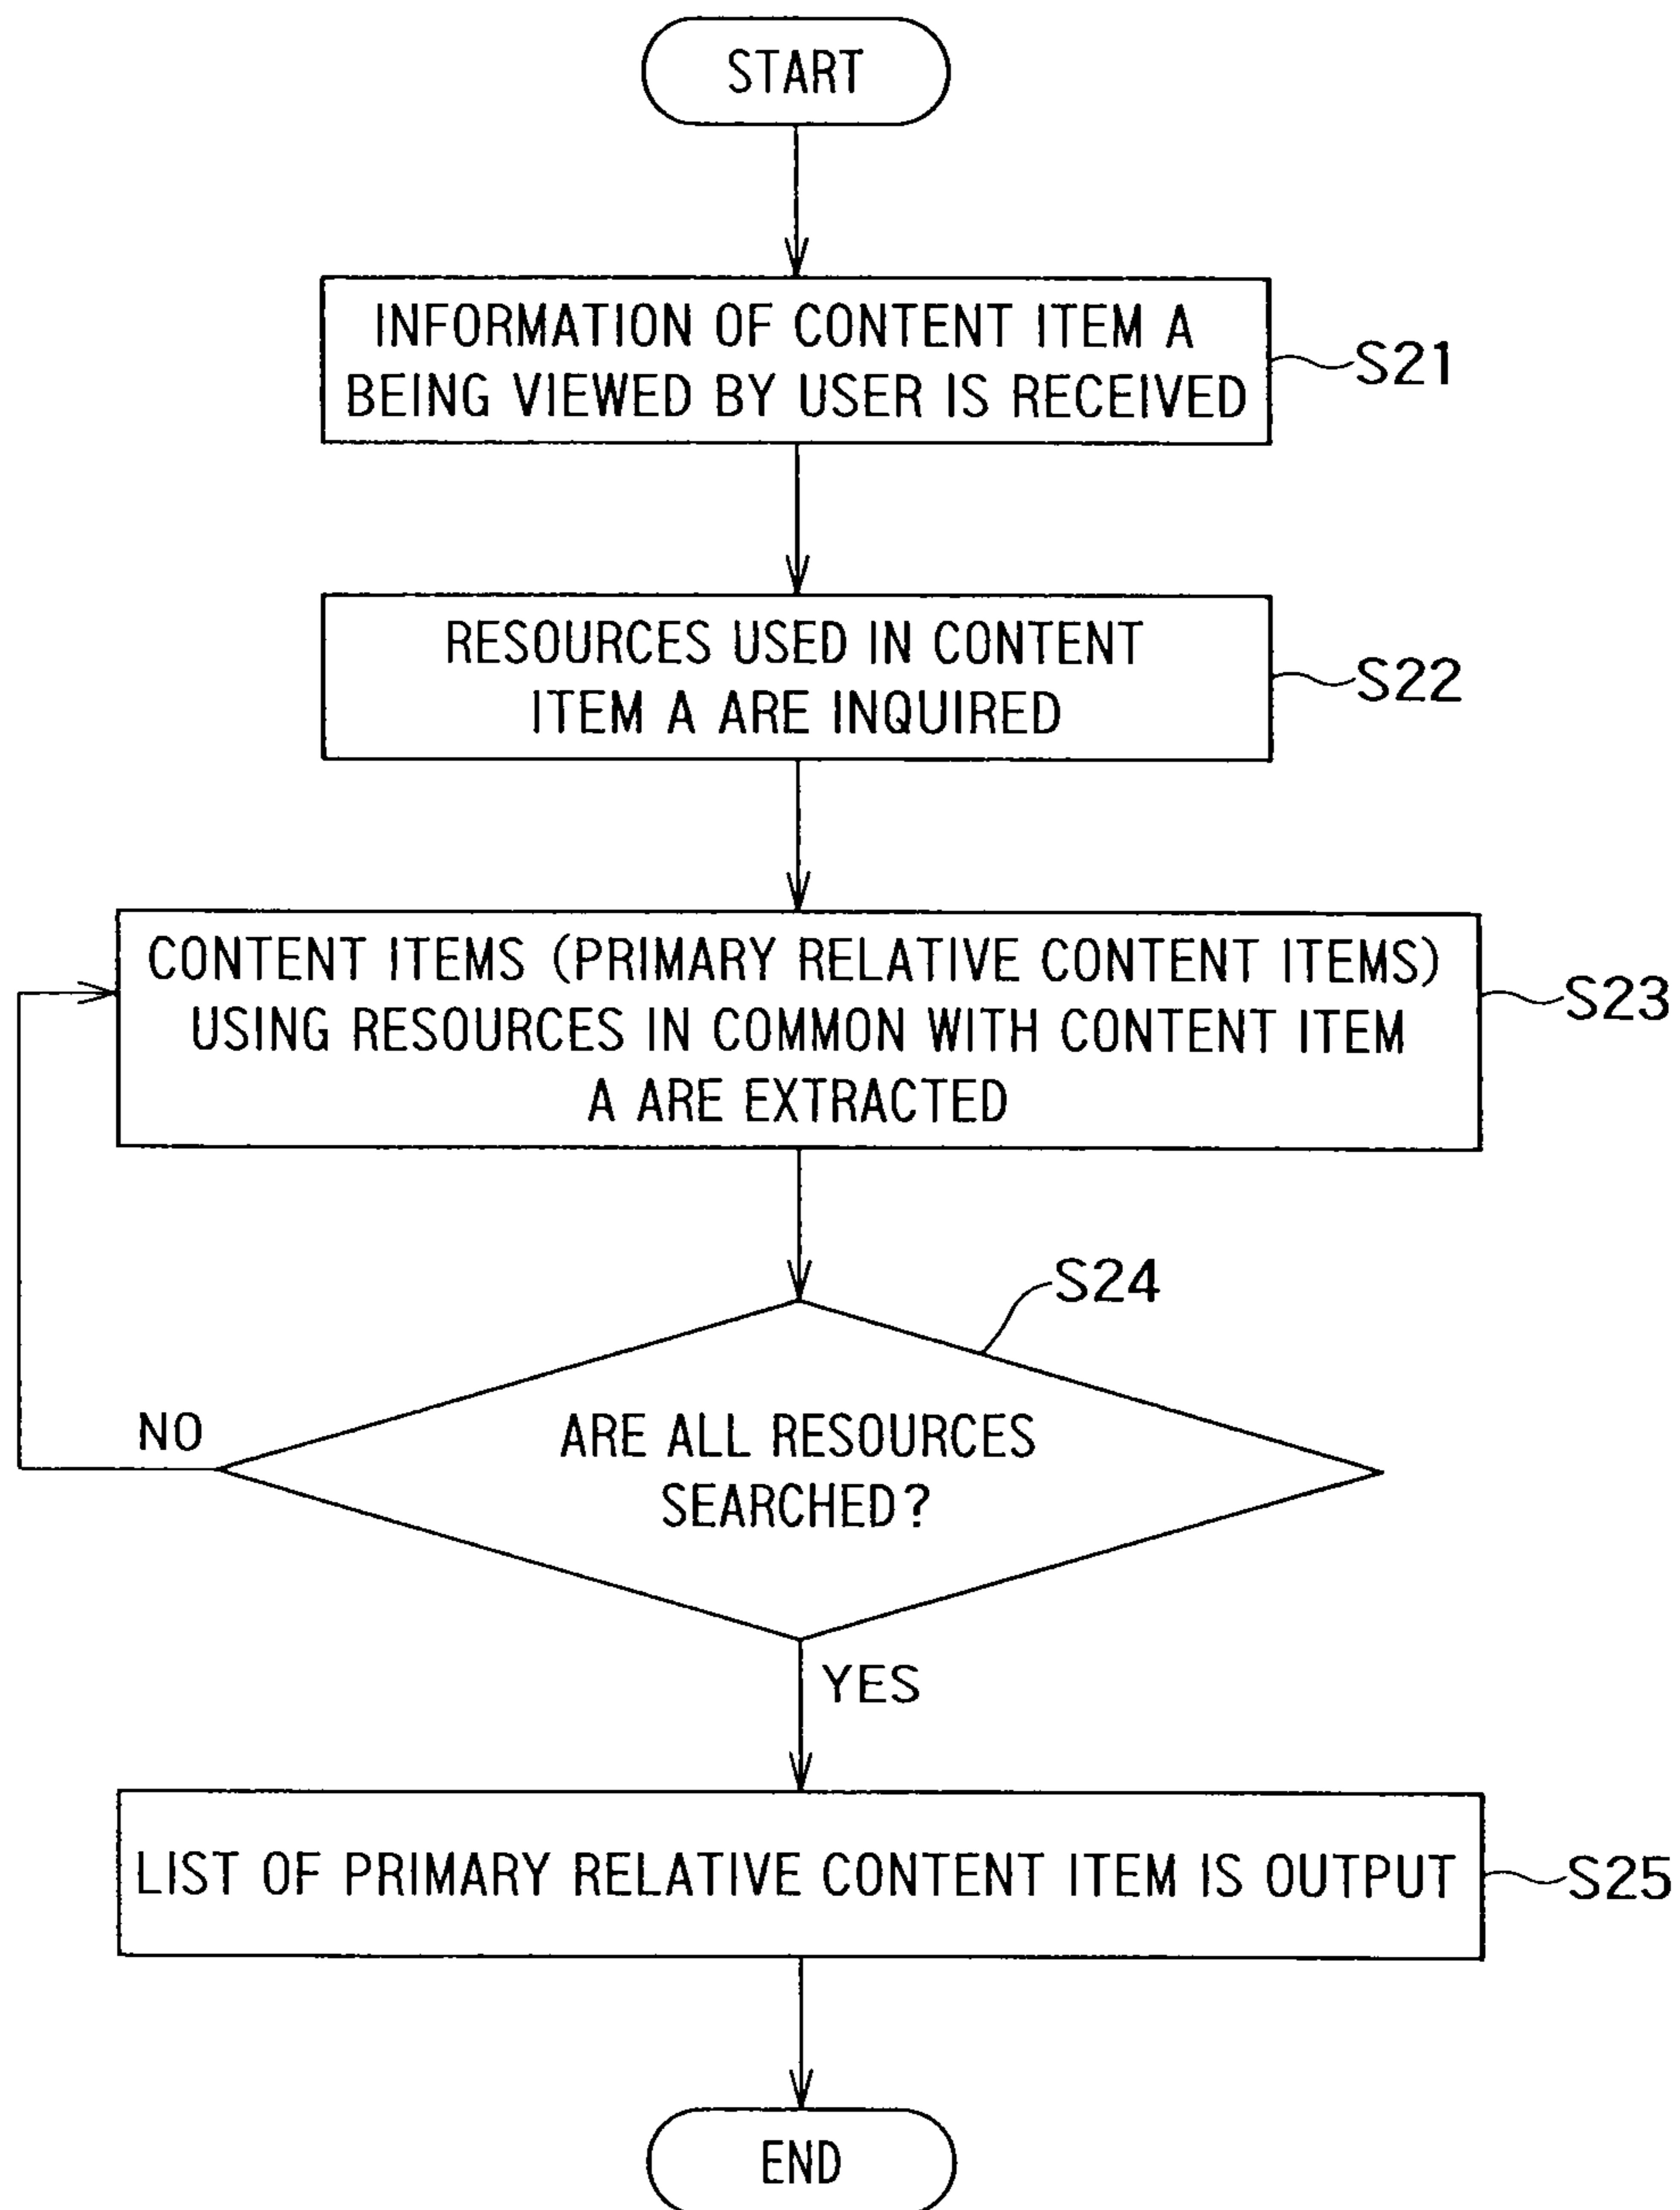 START
INFORMATION OF CONTENT ITEM A
BEING VIEWED BY USER IS RECEIVED
S21
RESOURCES USED IN CONTENT
ITEM A ARE INQUIRED
S22
CONTENT ITEMS (PRIMARY RELATIVE CONTENT ITEMS)
USING RESOURCES IN COMMON WITH CONTENT ITEM
A ARE EXTRACTED
S23
S24
ARE ALL RESOURCES
SEARCHED?
NO
YES
LIST OF PRIMARY RELATIVE CONTENT ITEM IS OUTPUT
S25
END